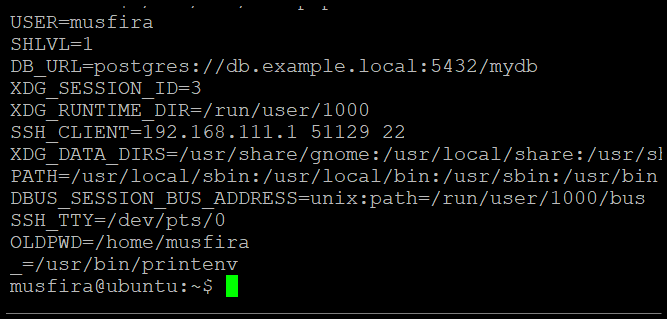 USER=musfira
SHLVL=1
DB_URL=postgres://db.example.local:5432/mydb
XDG_SESSION_ID=3
XDG_RUNTIME_DIR=/run/user/1000
SSH_CLIENT=192.168.111.1 51129 22
XDG_DATA_DIRS=/usr/share/gnome:/usr/local/share:/usr/sh
PATH=/usr/local/sbin:/usr/local/bin:/usr/sbin:/usr/bin
DBUS_SESSION_BUS_ADDRESS=unix:path=/run/user/1000/bus
SSH_TTY=/dev/pts/0
OLDPWD=/home/musfira
_=/usr/bin/printenv
musfira@ubuntu:~$